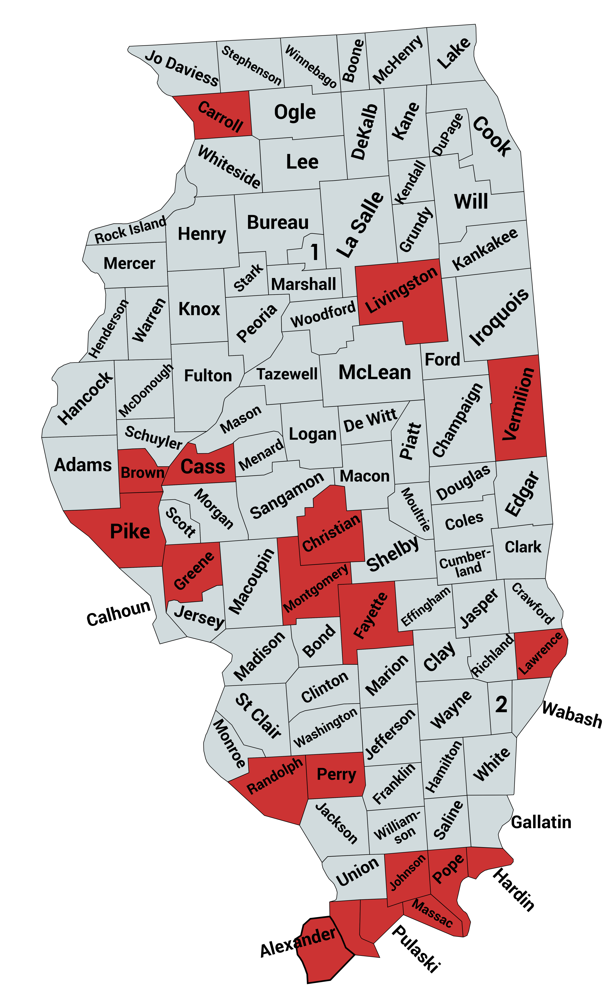 Jo Daviess
Stephenson
Winnebago
Boone
McHenry
Lake
Carroll
Ogle
DeKalb
Kane
DuPage
Cook
Whiteside
Lee
Kendall
Will
Rock Island
Henry
Bureau
1
La Salle
Grundy
Kankakee
Mercer
Stark
Marshall
Livingston
Henderson
Warren
Knox
Peoria
Woodford
Iroquois
Hancock
McDonough
Fulton
Tazewell
McLean
Ford
Vermilion
Schuyler
Mason
Logan
De Witt
Piatt
Champaign
Adams
Brown
Cass
Menard
Macon
Douglas
Edgar
Pike
Scott
Morgan
Sangamon
Christian
Moultrie
Coles
Clark
Greene
Macoupin
Montgomery
Shelby
Cumber-
land
Calhoun
Jersey
Fayette
Effingham
Jasper
Crawford
Madison
Bond
Marion
Clay
Richland
Lawrence
Clinton
St Clair
Washington
Jefferson
Wayne
2
Wabash
Monroe
Randolph
Perry
Franklin
Hamilton
White
Jackson
William-
son
Saline
Gallatin
Union
Johnson
Pope
Hardin
Massac
Alexander
Pulaski